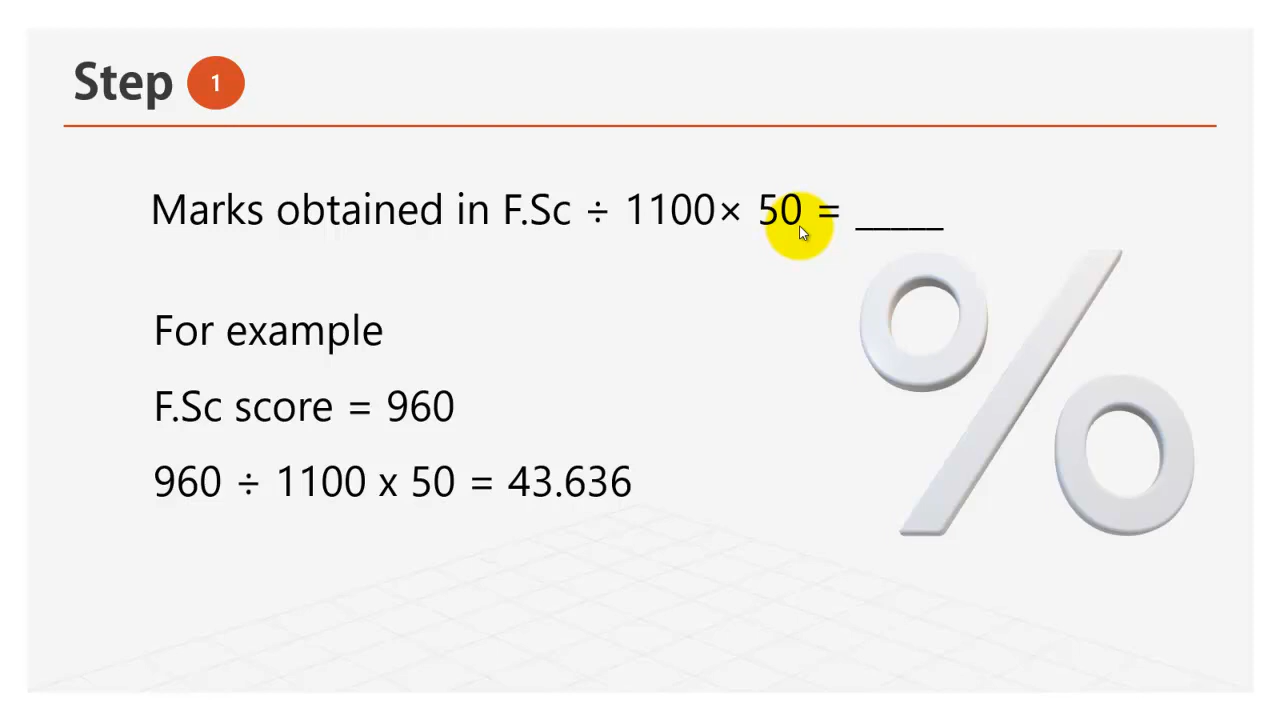 Step 1
Marks obtained in F.Sc ÷ 1100× 50 = _____
For example
F.Sc score = 960
960 ÷ 1100 x 50 = 43.636
%